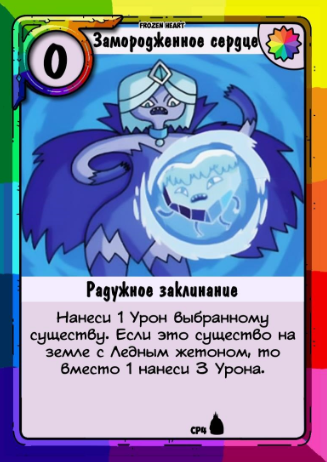 FROZEN HEART
0
Замородженное сердце
Радужное заклинание
Нанеси 1 Урон выбранному
существу. Если это существо на
земле с Ледным жетоном, то
вместо 1 нанеси 3 Урона.
CP4